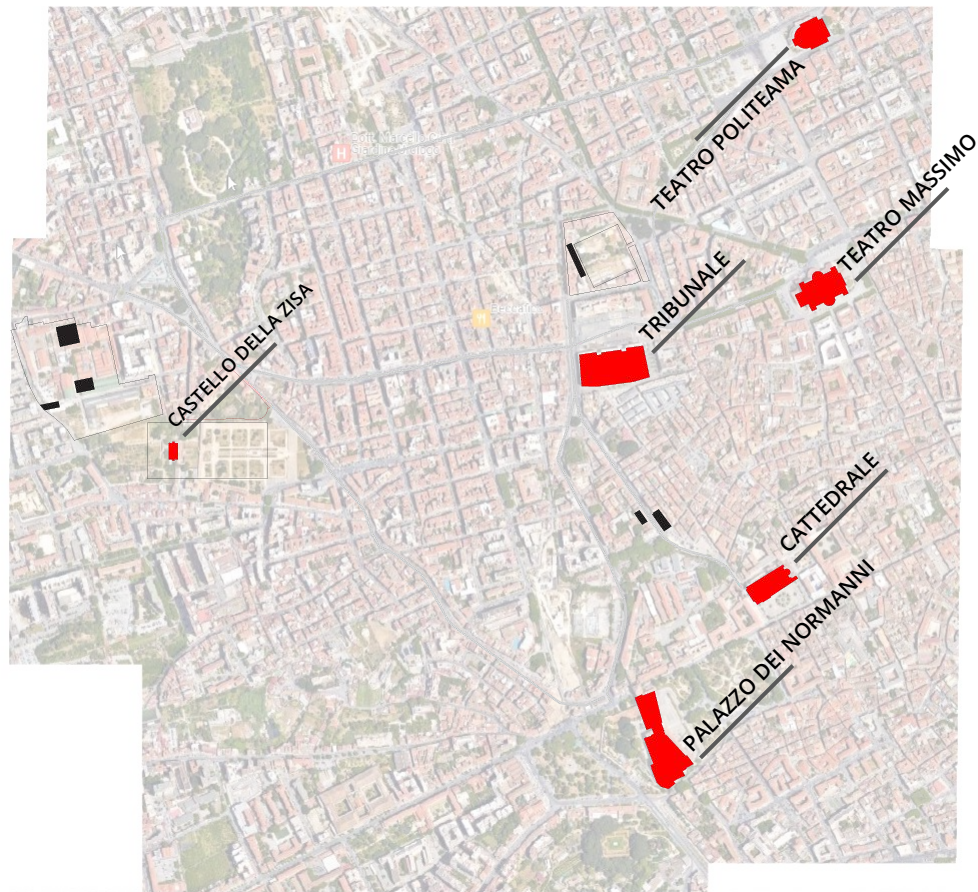 TEATRO POLITEAMA
TEATRO MASSIMO
TRIBUNALE
CASTELLO DELLA ZISA
CATTEDRALE
PALAZZO DEI NORMANNI
H